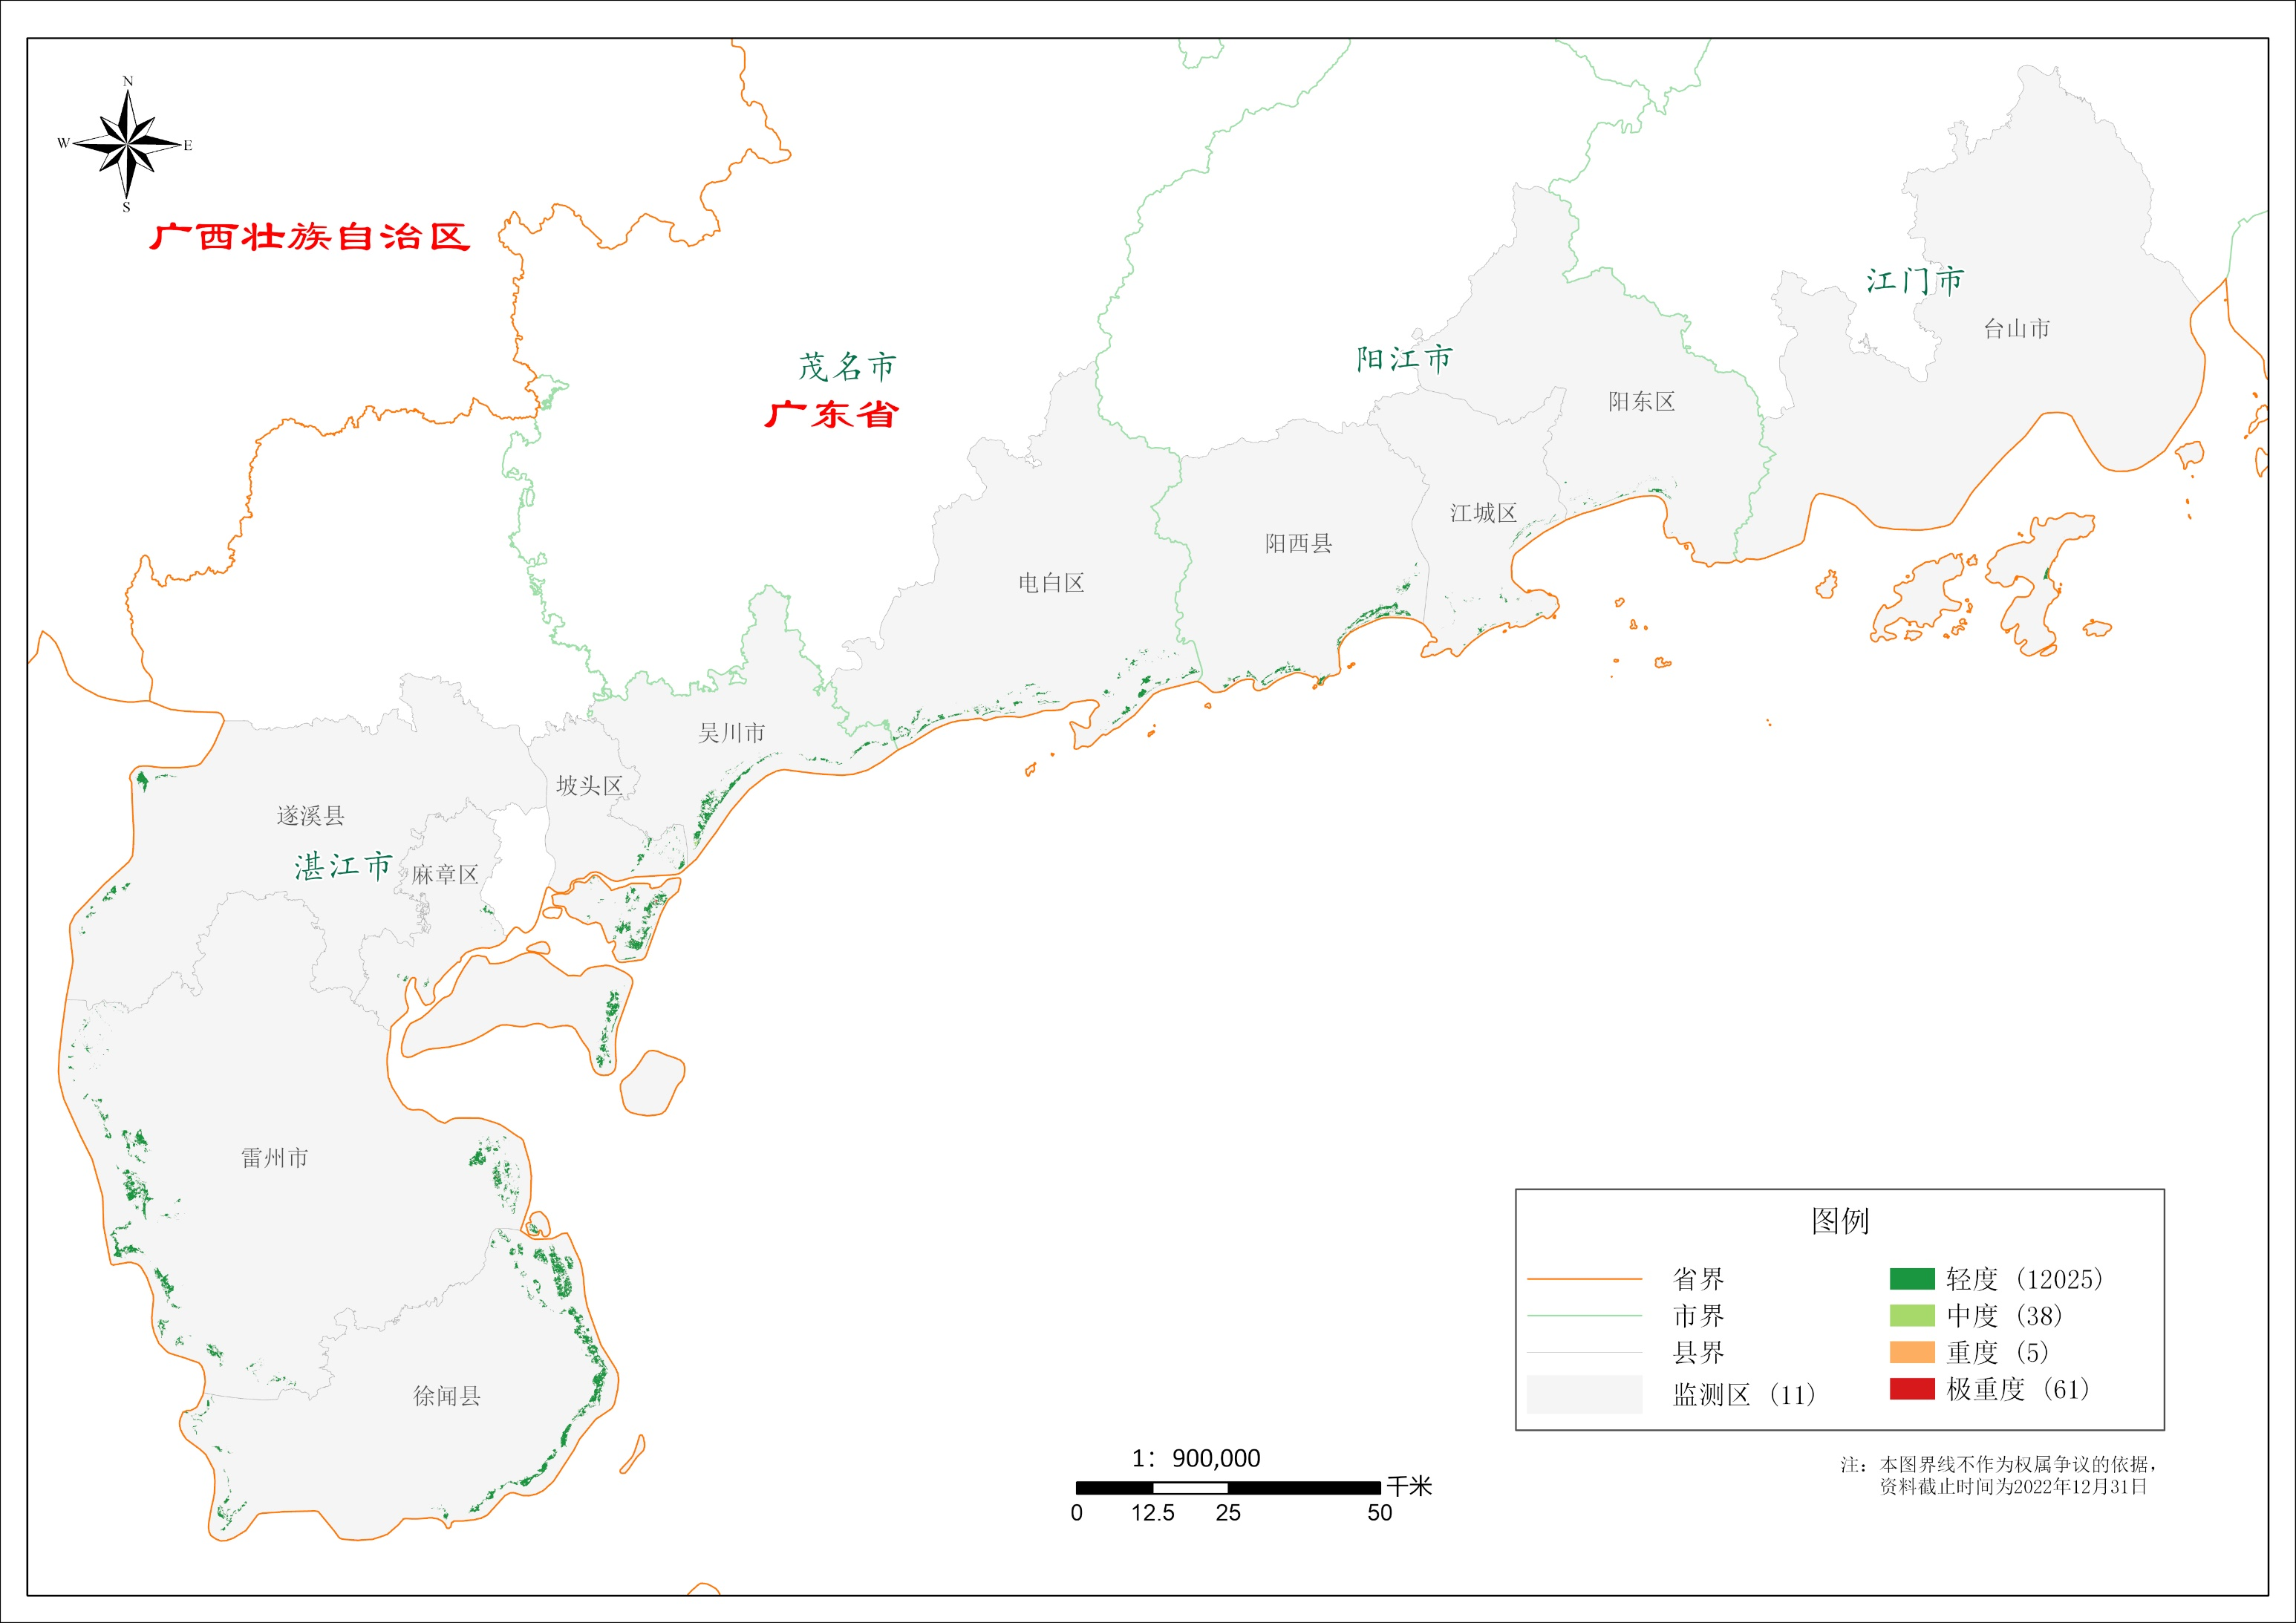 N
W
E
S
广西壮族自治区
江门市
台山市
茂名市
阳江市
广东省
阳东区
江城区
阳西县
电白区
吴川市
坡头区
遂溪县
湛江市
麻章区
雷州市
徐闻县
图例
省界
轻度（12025）
市界
中度（38）
县界
重度（5）
监测区（11）
极重度（61）
1：900,000
千米
0 12.5 25 50
注：本图界线不作为权属争议的依据，
资料截止时间为2022年12月31日